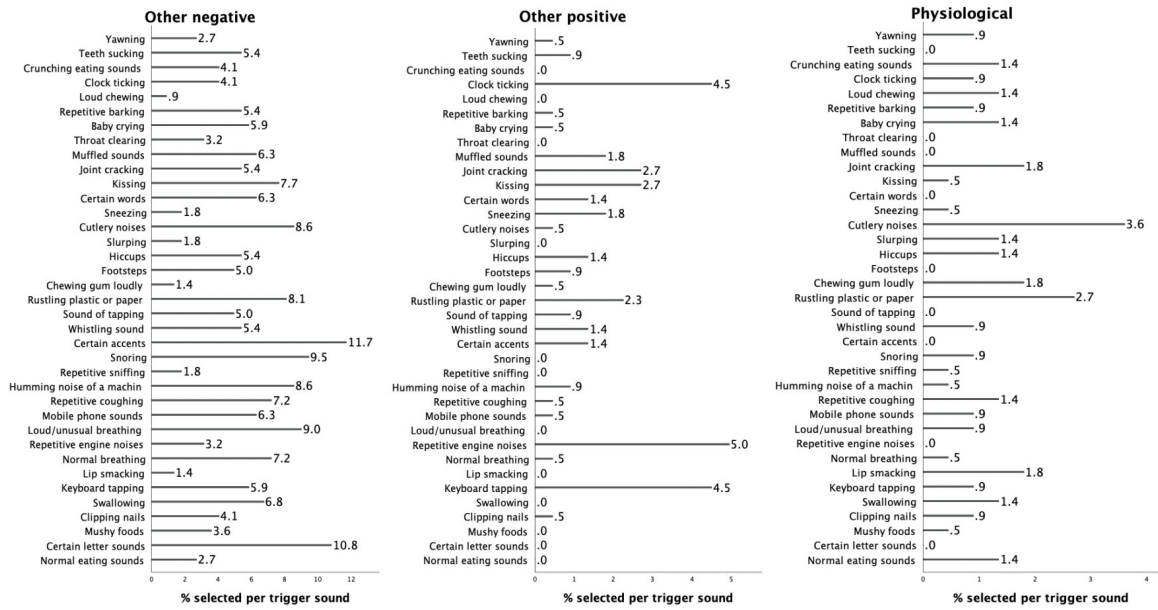 Other negative
Yawning 2.7
Teeth sucking 5.4
Crunching eating sounds 4.1
Clock ticking 4.1
Loud chewing .9
Repetitive barking 5.4
Baby crying 5.9
Throat clearing 3.2
Muffled sounds 6.3
Joint cracking 5.4
Kissing 7.7
Certain words 6.3
Sneezing 1.8
Cutlery noises 8.6
Slurping 1.8
Hiccups 5.4
Footsteps 5.0
Chewing gum loudly 1.4
Rustling plastic or paper 8.1
Sound of tapping 5.0
Whistling sound 5.4
Certain accents 11.7
Snoring 9.5
Repetitive sniffing 1.8
Humming noise of a machin 8.6
Repetitive coughing 7.2
Mobile phone sounds 6.3
Loud/unusual breathing 9.0
Repetitive engine noises 3.2
Normal breathing 7.2
Lip smacking 1.4
Keyboard tapping 5.9
Swallowing 6.8
Clipping nails 4.1
Mushy foods 3.6
Certain letter sounds 10.8
Normal eating sounds 2.7
0 2 4 6 8 10 12
% selected per trigger sound
Other positive
Yawning .5
Teeth sucking .9
Crunching eating sounds .0
Clock ticking 4.5
Loud chewing .0
Repetitive barking .5
Baby crying .5
Throat clearing .0
Muffled sounds 1.8
Joint cracking 2.7
Kissing 2.7
Certain words 1.4
Sneezing 1.8
Cutlery noises .5
Slurping .0
Hiccups 1.4
Footsteps .9
Chewing gum loudly .5
Rustling plastic or paper 2.3
Sound of tapping .9
Whistling sound 1.4
Certain accents 1.4
Snoring .0
Repetitive sniffing .0
Humming noise of a machin .9
Repetitive coughing .5
Mobile phone sounds .5
Loud/unusual breathing .0
Repetitive engine noises 5.0
Normal breathing .5
Lip smacking .0
Keyboard tapping 4.5
Swallowing .0
Clipping nails .5
Mushy foods .0
Certain letter sounds .0
Normal eating sounds .0
0 1 2 3 4 5
% selected per trigger sound
Physiological
Yawning .9
Teeth sucking .0
Crunching eating sounds 1.4
Clock ticking .9
Loud chewing 1.4
Repetitive barking .9
Baby crying 1.4
Throat clearing .0
Muffled sounds .0
Joint cracking 1.8
Kissing .5
Certain words .0
Sneezing .5
Cutlery noises 3.6
Slurping 1.4
Hiccups 1.4
Footsteps .0
Chewing gum loudly 1.8
Rustling plastic or paper 2.7
Sound of tapping .0
Whistling sound .9
Certain accents .0
Snoring .9
Repetitive sniffing .5
Humming noise of a machin .5
Repetitive coughing 1.4
Mobile phone sounds .9
Loud/unusual breathing .9
Repetitive engine noises .0
Normal breathing .5
Lip smacking 1.8
Keyboard tapping .9
Swallowing 1.4
Clipping nails .9
Mushy foods .5
Certain letter sounds .0
Normal eating sounds 1.4
0 1 2 3 4
% selected per trigger sound